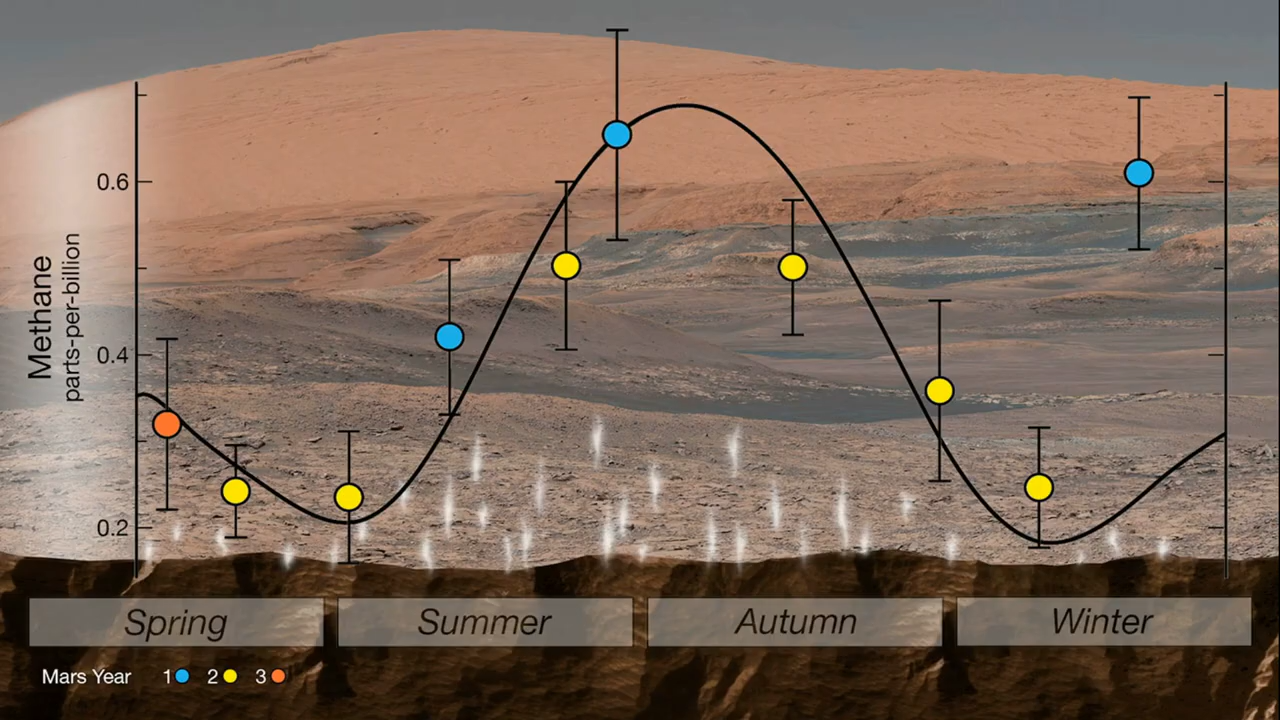 0.6
0.4
0.2
Methane
parts-per-billion
Spring Summer Autumn Winter
Mars Year 1 2 3